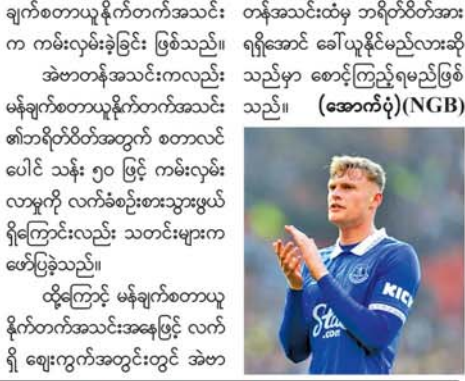 ချက်စတာယူနိုက်တက်အသင်း
က ကမ်းလှမ်းခဲ့ခြင်း ဖြစ်သည်။
အဲဗာတန်အသင်းကလည်း
မန်ချက်စတာယူနိုက်တက်အသင်း
၏ဘရိတ်ဝိတ်အတွက် စတာလင်
ပေါင် သန်း ၅၀ ဖြင့် ကမ်းလှမ်း
လာမှုကို လက်ခံစဉ်းစားသွားဖွယ်
ရှိကြောင်းလည်း သတင်းများက
ဖော်ပြခဲ့သည်။
ထို့ကြောင့် မန်ချက်စတာယူ
နိုက်တက်အသင်းအနေဖြင့် လက်
ရှိ ဈေးကွက်အတွင်းတွင် အဲဗာ
တန်အသင်းထံမှ ဘရိတ်ဝိတ်အား
ရရှိအောင် ခေါ်ယူနိုင်မည်လားဆို
သည်မှာ စောင့်ကြည့်ရမည်ဖြစ်
သည်။ (အောက်ပုံ)(NGB)
KICK
Stake
.com